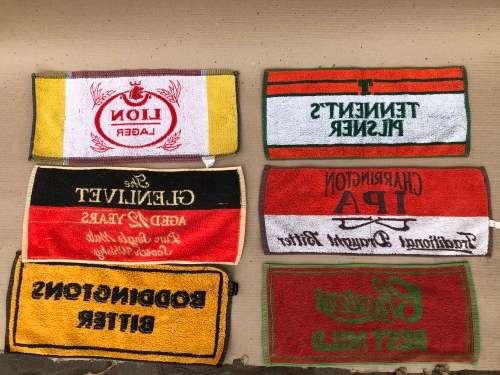 LION
LAGER
TENNENT'S
PILSNER
The
GLENLIVET
AGED 12 YEARS
Pure Single Malt
Scotch Whisky
CHARRINGTON
IPA
Traditional Draught Bitter
BODDINGTONS
BITTER
BEST MILD